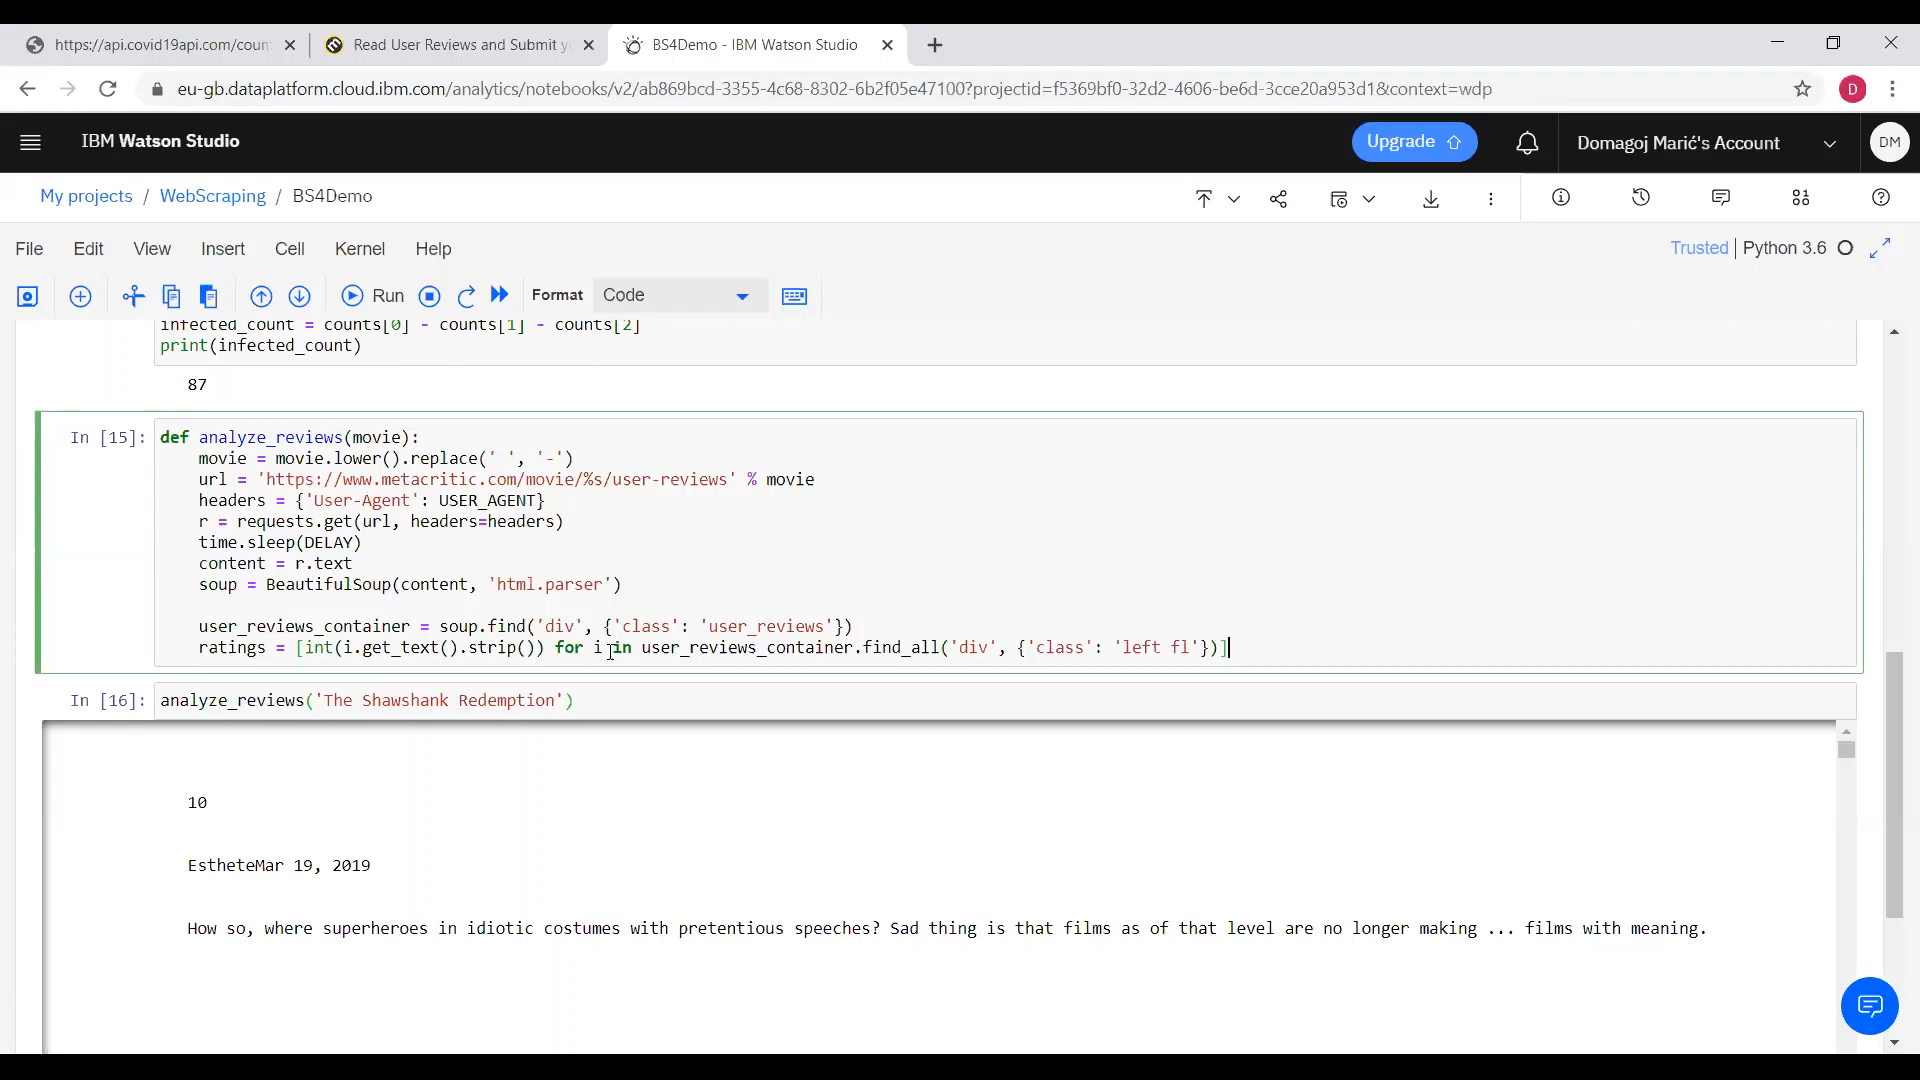 https://api.covid19api.com/coun
Read User Reviews and Submit y
BS4Demo - IBM Watson Studio
eu-gb.dataplatform.cloud.ibm.com/analytics/notebooks/v2/ab869bcd-3355-4c68-8302-6b2f05e47100?projectid=f5369bf0-32d2-4606-be6d-3cce20a953d1&context=wdp
D
IBM Watson Studio
Upgrade
Domagoj Marić's Account
DM
My projects / WebScraping / BS4Demo
File Edit View Insert Cell Kernel Help
Trusted | Python 3.6
Run
Format
Code
infected_count = counts[0] - counts[1] - counts[2]
print(infected_count)
87
In [15]: def analyze_reviews(movie):
movie = movie.lower().replace(' ', '-')
url = 'https://www.metacritic.com/movie/%s/user-reviews' % movie
headers = {'User-Agent': USER_AGENT}
r = requests.get(url, headers=headers)
time.sleep(DELAY)
content = r.text
soup = BeautifulSoup(content, 'html.parser')
user_reviews_container = soup.find('div', {'class': 'user_reviews'})
ratings = [int(i.get_text().strip()) for i in user_reviews_container.find_all('div', {'class': 'left fl'})]
In [16]: analyze_reviews('The Shawshank Redemption')
10
EstheteMar 19, 2019
How so, where superheroes in idiotic costumes with pretentious speeches? Sad thing is that films as of that level are no longer making ... films with meaning.